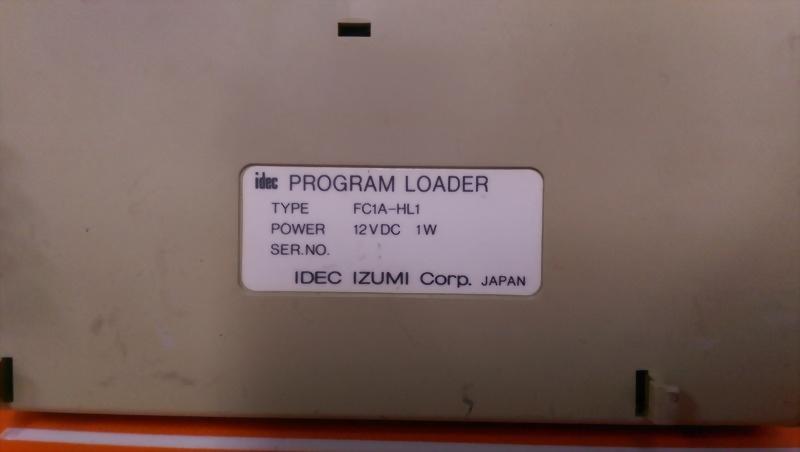 idec PROGRAM LOADER
TYPE FC1A-HL1
POWER 12VDC 1W
SER.NO.
IDEC IZUMI Corp. JAPAN